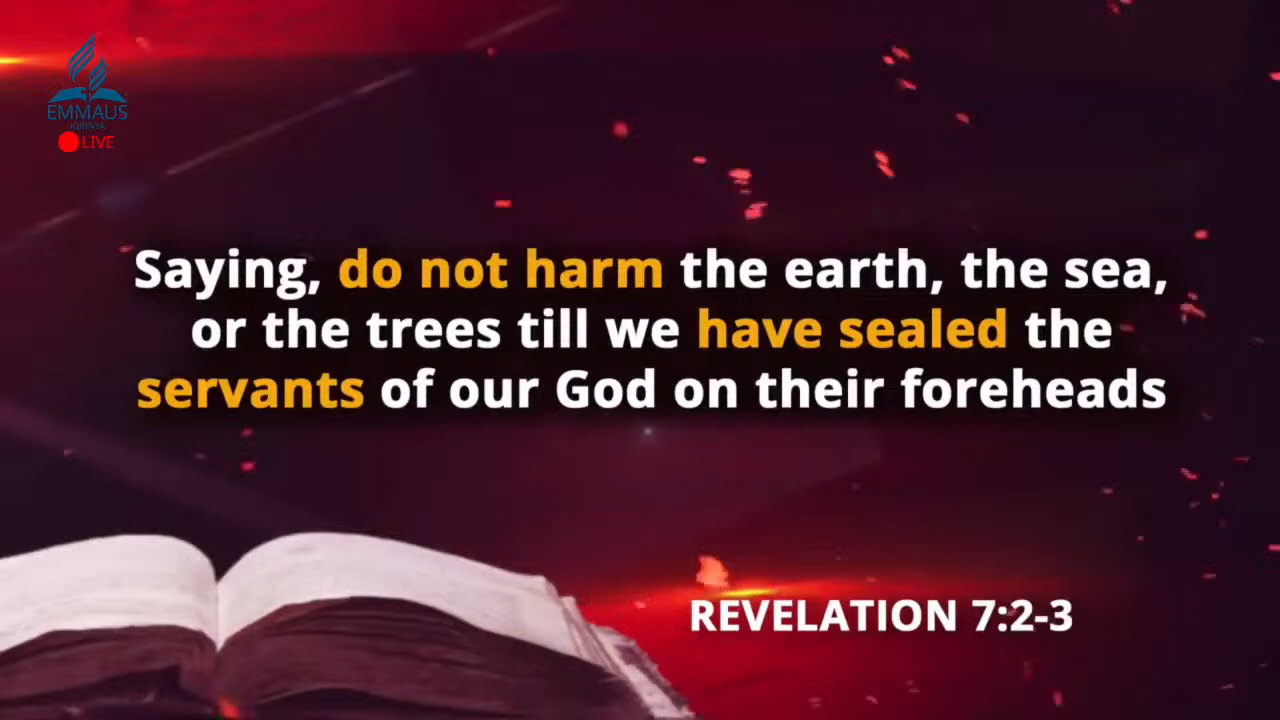 EMMAUS
KIRINYA
LIVE
Saying, do not harm the earth, the sea,
or the trees till we have sealed the
servants of our God on their foreheads
REVELATION 7:2-3